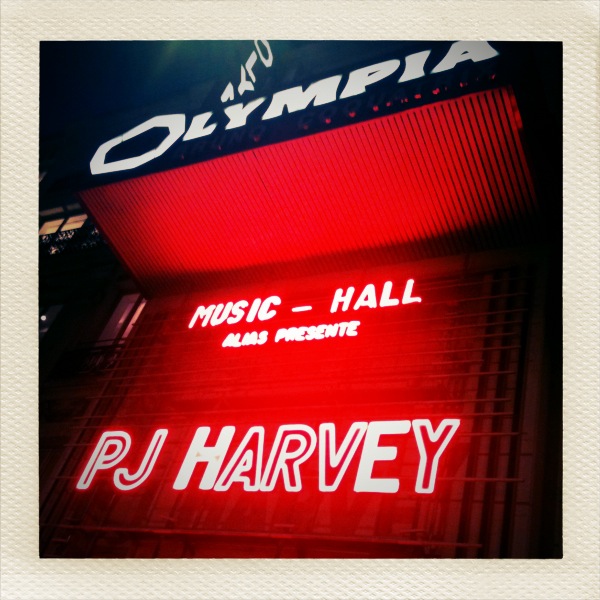 OLYMPIA
MUSIC - HALL
ALIAS PRESENTE
PJ HARVEY